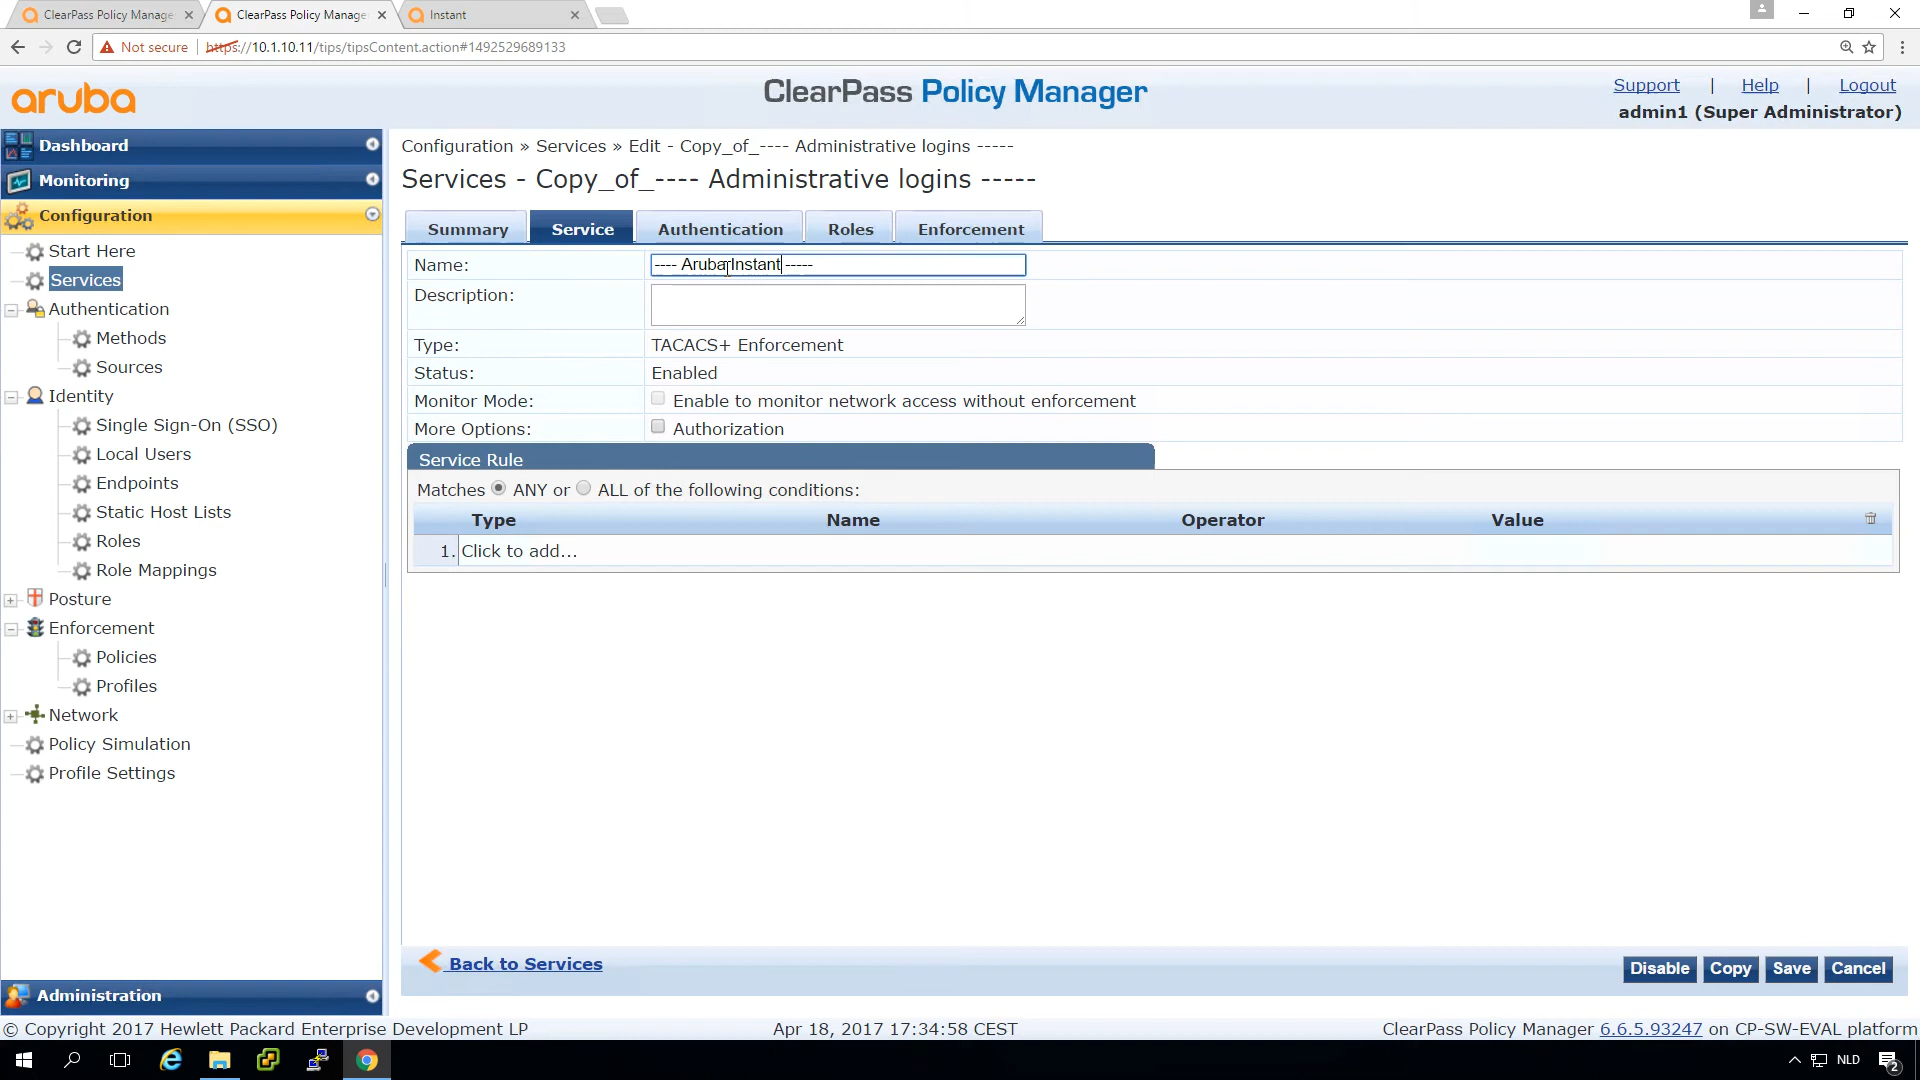 ClearPass Policy Manage
ClearPass Policy Manage
Instant
Not secure
https://10.1.10.11/tips/tipsContent.action#1492529689133
aruba
ClearPass Policy Manager
Support | Help | Logout
admin1 (Super Administrator)
Dashboard
Monitoring
Configuration
Start Here
Services
Authentication
Methods
Sources
Identity
Single Sign-On (SSO)
Local Users
Endpoints
Static Host Lists
Roles
Role Mappings
Posture
Enforcement
Policies
Profiles
Network
Policy Simulation
Profile Settings
Administration
Configuration » Services » Edit - Copy_of_---- Administrative logins -----
Services - Copy_of_---- Administrative logins -----
Summary Service Authentication Roles Enforcement
Name: ---- Aruba Instant -----
Description:
Type: TACACS+ Enforcement
Status: Enabled
Monitor Mode: Enable to monitor network access without enforcement
More Options: Authorization
Service Rule
Matches ANY or ALL of the following conditions:
Type Name Operator Value
1. Click to add...
Back to Services
Disable Copy Save Cancel
© Copyright 2017 Hewlett Packard Enterprise Development LP
Apr 18, 2017 17:34:58 CEST
ClearPass Policy Manager 6.6.5.93247 on CP-SW-EVAL platform
NLD
2